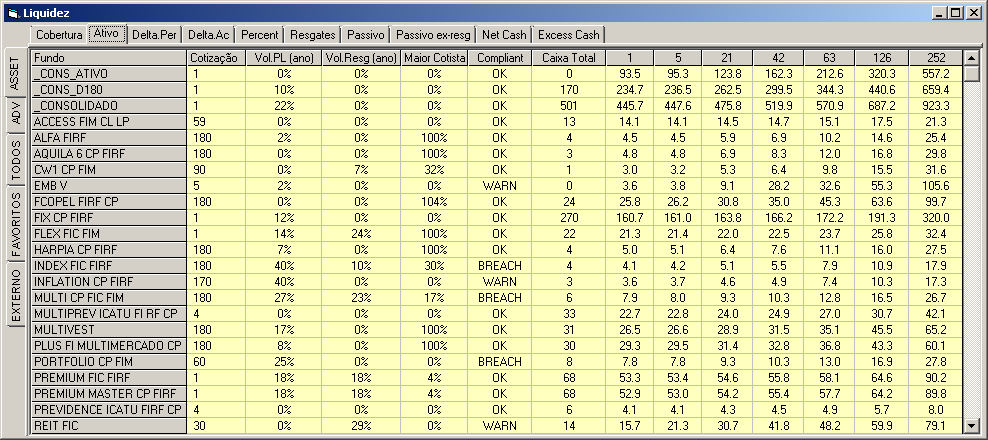 Liquidez
Cobertura Ativo Delta.Per Delta.Ac Percent Resgates Passivo Passivo ex-resg Net Cash Excess Cash
ASSET
ADV
TODOS
FAVORITOS
EXTERNO
Fundo Cotização Vol.PL (ano) Vol.Resg (ano) Maior Cotista Compliant Caixa Total 1 5 21 42 63 126 252
_CONS_ATIVO 1 0% 0% 0% OK 0 93.5 95.3 123.8 162.3 212.6 320.3 557.2
_CONS_D180 1 10% 0% 0% OK 170 234.7 236.5 262.5 299.5 344.3 440.6 659.4
_CONSOLIDADO 1 22% 0% 0% OK 501 445.7 447.6 475.8 519.9 570.9 687.2 923.3
ACCESS FIM CL LP 59 0% 0% 0% OK 13 14.1 14.1 14.5 14.7 15.1 17.5 21.3
ALFA FIRF 180 2% 0% 100% OK 4 4.5 4.5 5.9 6.9 10.2 14.6 25.4
AQUILA 6 CP FIRF 180 0% 0% 100% OK 3 4.8 4.8 6.9 8.3 12.0 16.8 29.8
CW1 CP FIM 90 0% 7% 32% OK 1 3.0 3.2 5.3 6.4 9.8 15.5 31.6
EMB V 5 2% 0% 0% WARN 0 3.6 3.8 9.1 28.2 32.6 55.3 105.6
FCOPEL FIRF CP 180 0% 0% 104% OK 24 25.8 26.2 30.8 35.0 45.3 63.6 99.7
FIX CP FIRF 1 12% 0% 0% OK 270 160.7 161.0 163.8 166.2 172.2 191.3 320.0
FLEX FIC FIM 1 14% 24% 0% OK 22 21.3 21.4 22.0 22.5 23.7 25.8 32.4
HARPIA CP FIRF 180 7% 0% 100% OK 4 5.0 5.1 6.4 7.6 11.1 16.0 27.5
INDEX FIC FIRF 180 40% 10% 30% BREACH 4 4.1 4.2 5.1 5.5 7.9 10.9 17.9
INFLATION CP FIRF 170 40% 0% 0% WARN 3 3.6 3.7 4.6 4.9 7.4 10.3 17.3
MULTI CP FIC FIM 180 27% 23% 17% BREACH 6 7.9 8.0 9.3 10.3 12.8 16.5 26.7
MULTIPREV ICATU FI RF CP 4 0% 0% 0% OK 33 22.7 22.8 24.0 24.9 27.0 30.7 42.1
MULTIVEST 180 17% 0% 100% OK 31 26.5 26.6 28.9 31.5 35.1 45.5 65.2
PLUS FI MULTIMERCADO CP 180 8% 0% 100% OK 30 29.3 29.5 31.4 32.8 36.8 43.3 60.1
PORTFOLIO CP FIM 60 25% 0% 0% BREACH 8 7.8 7.8 9.3 10.3 13.0 16.9 27.8
PREMIUM FIC FIRF 1 18% 18% 4% OK 68 53.3 53.4 54.6 55.8 58.1 64.6 90.2
PREMIUM MASTER CP FIRF 1 18% 18% 4% OK 68 52.9 53.0 54.2 55.4 57.7 64.2 89.8
PREVIDENCE ICATU FIRF CP 4 0% 0% 0% OK 6 4.1 4.1 4.3 4.5 4.9 5.7 8.0
REIT FIC 30 0% 29% 0% WARN 14 15.7 21.3 30.7 41.8 48.2 59.9 79.1